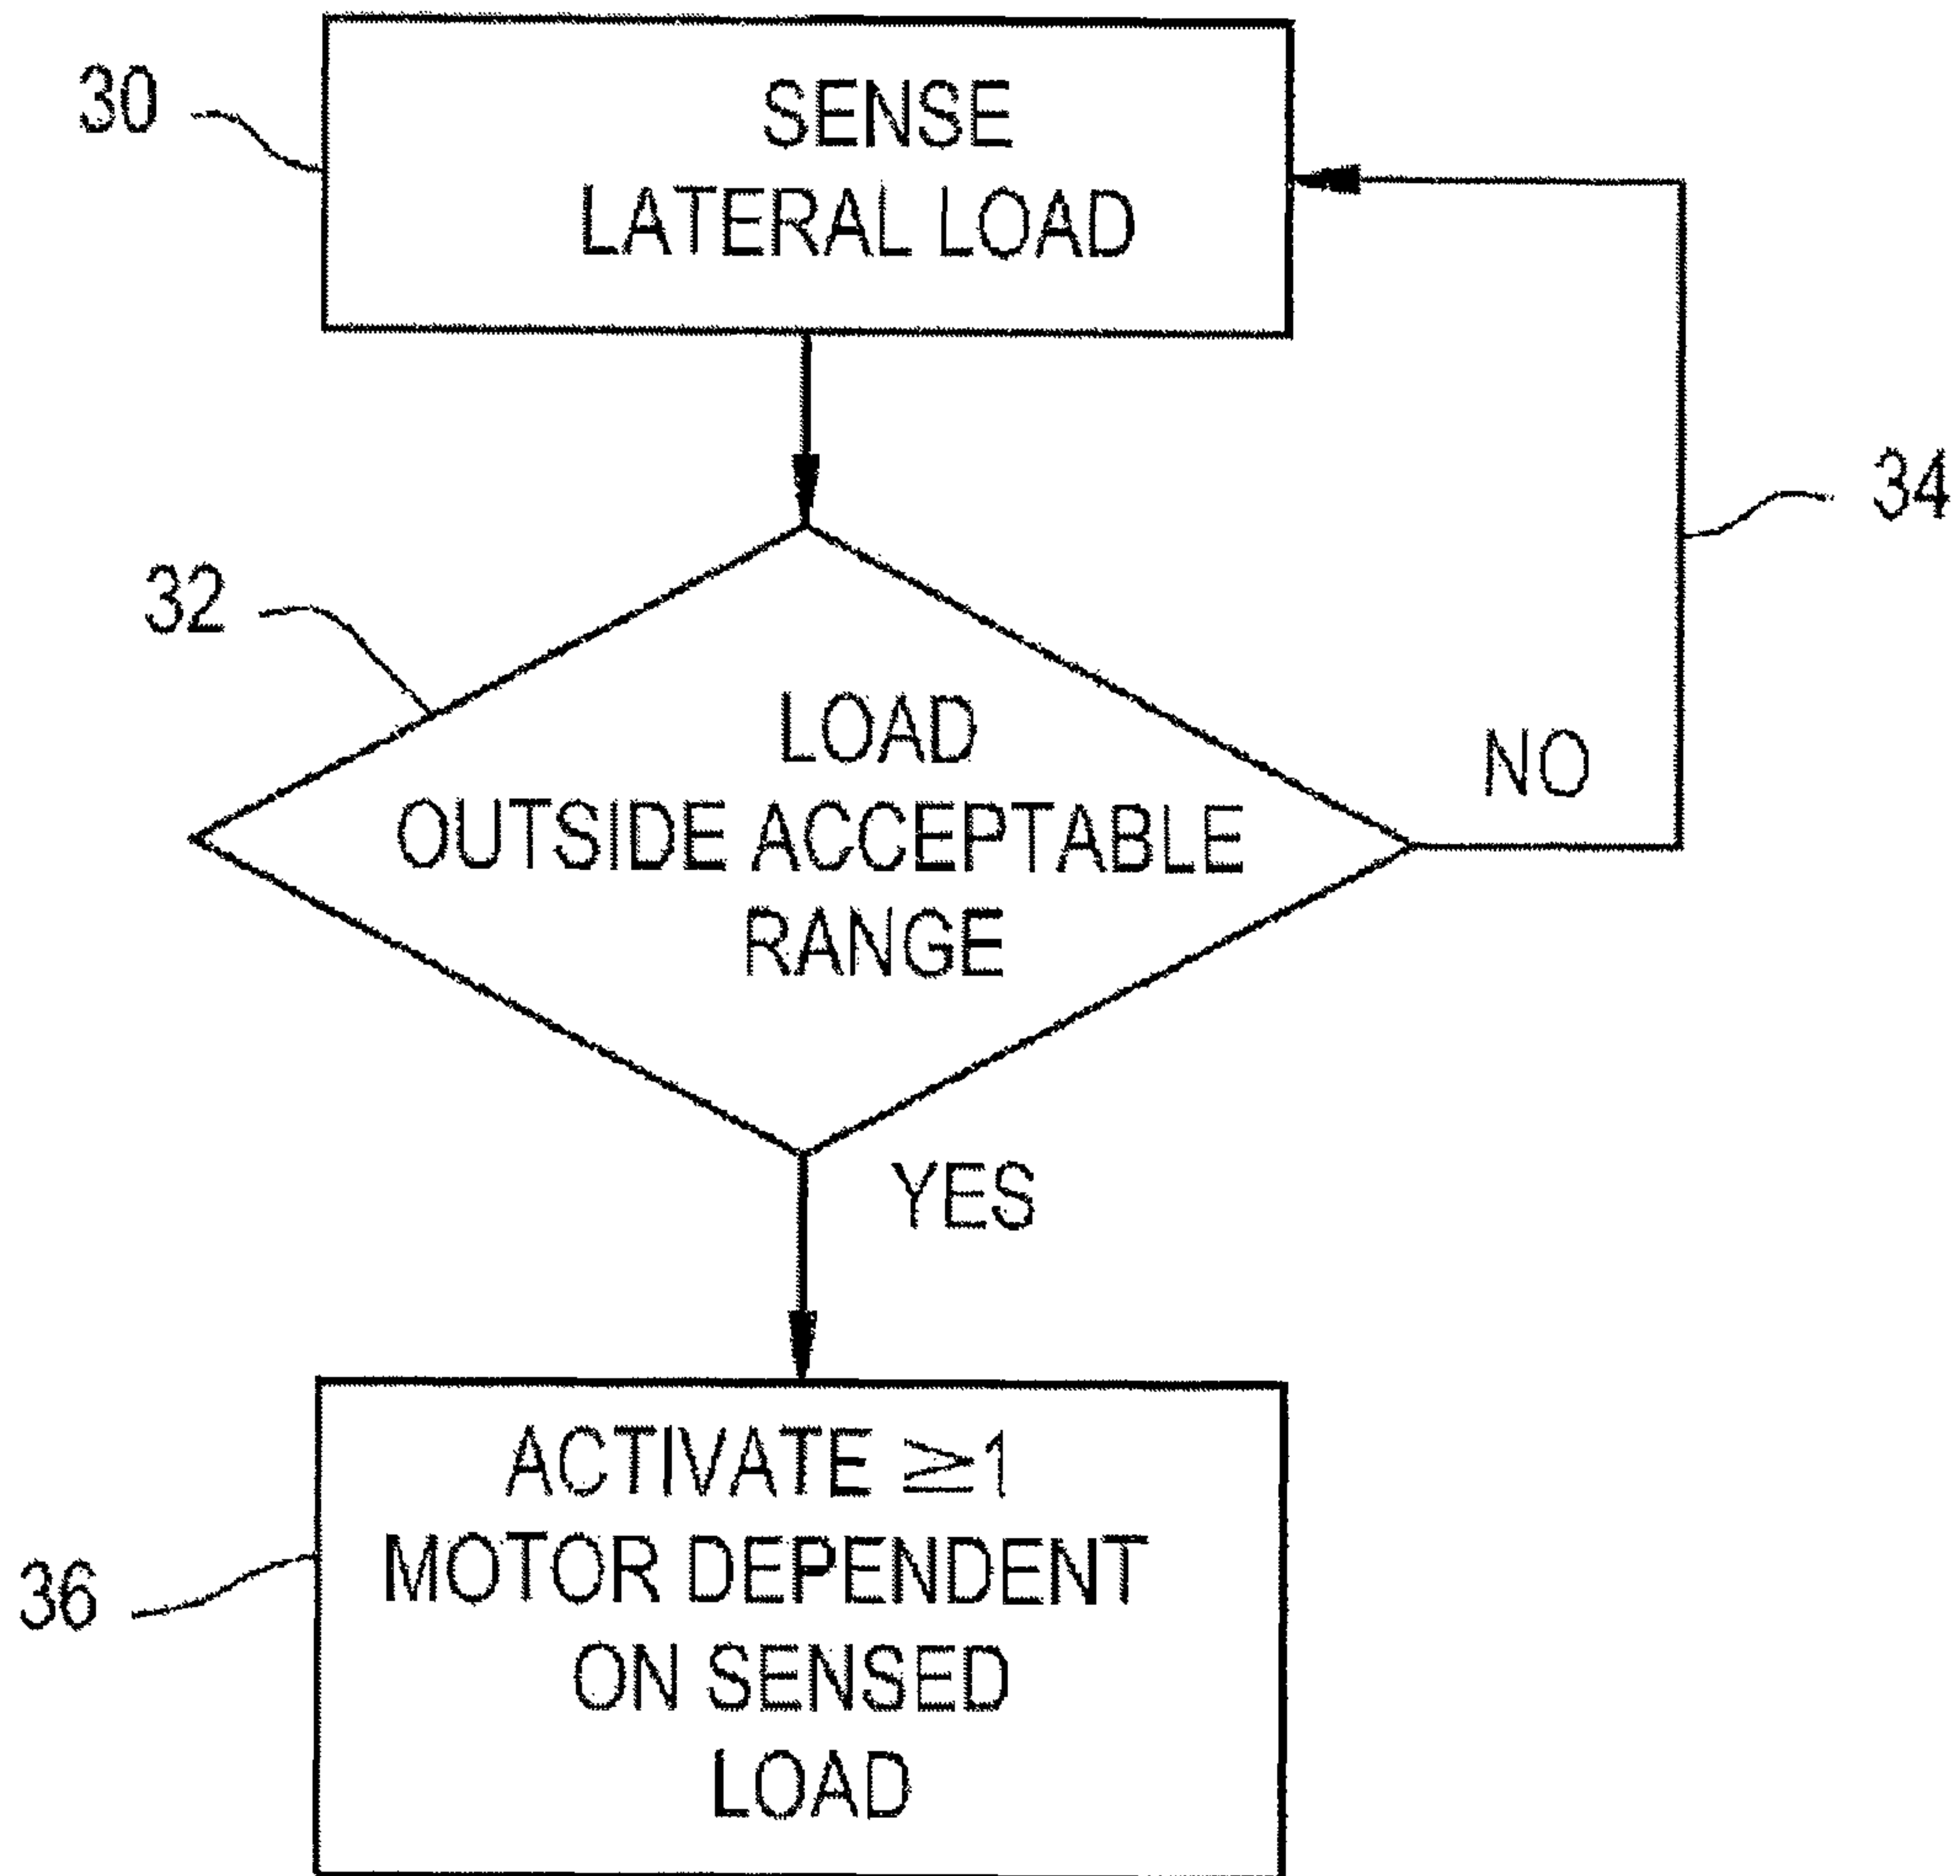 30
SENSE
LATERAL LOAD
34
32
LOAD
OUTSIDE ACCEPTABLE
RANGE
NO
YES
36
ACTIVATE ≧1
MOTOR DEPENDENT
ON SENSED
LOAD